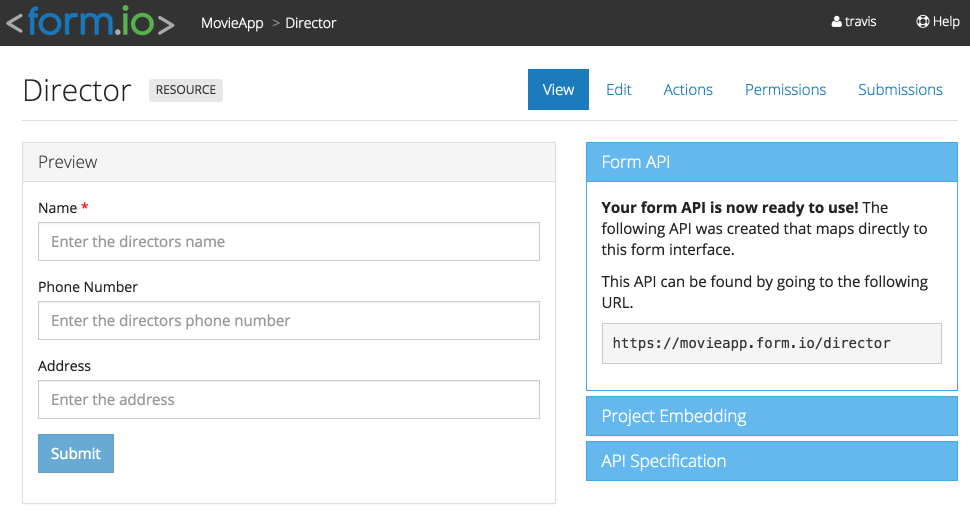 <form.io> MovieApp > Director travis Help
Director RESOURCE View Edit Actions Permissions Submissions
Preview
Name *
Enter the directors name
Phone Number
Enter the directors phone number
Address
Enter the address
Submit
Form API
Your form API is now ready to use! The
following API was created that maps directly to
this form interface.
This API can be found by going to the following
URL.
https://movieapp.form.io/director
Project Embedding
API Specification